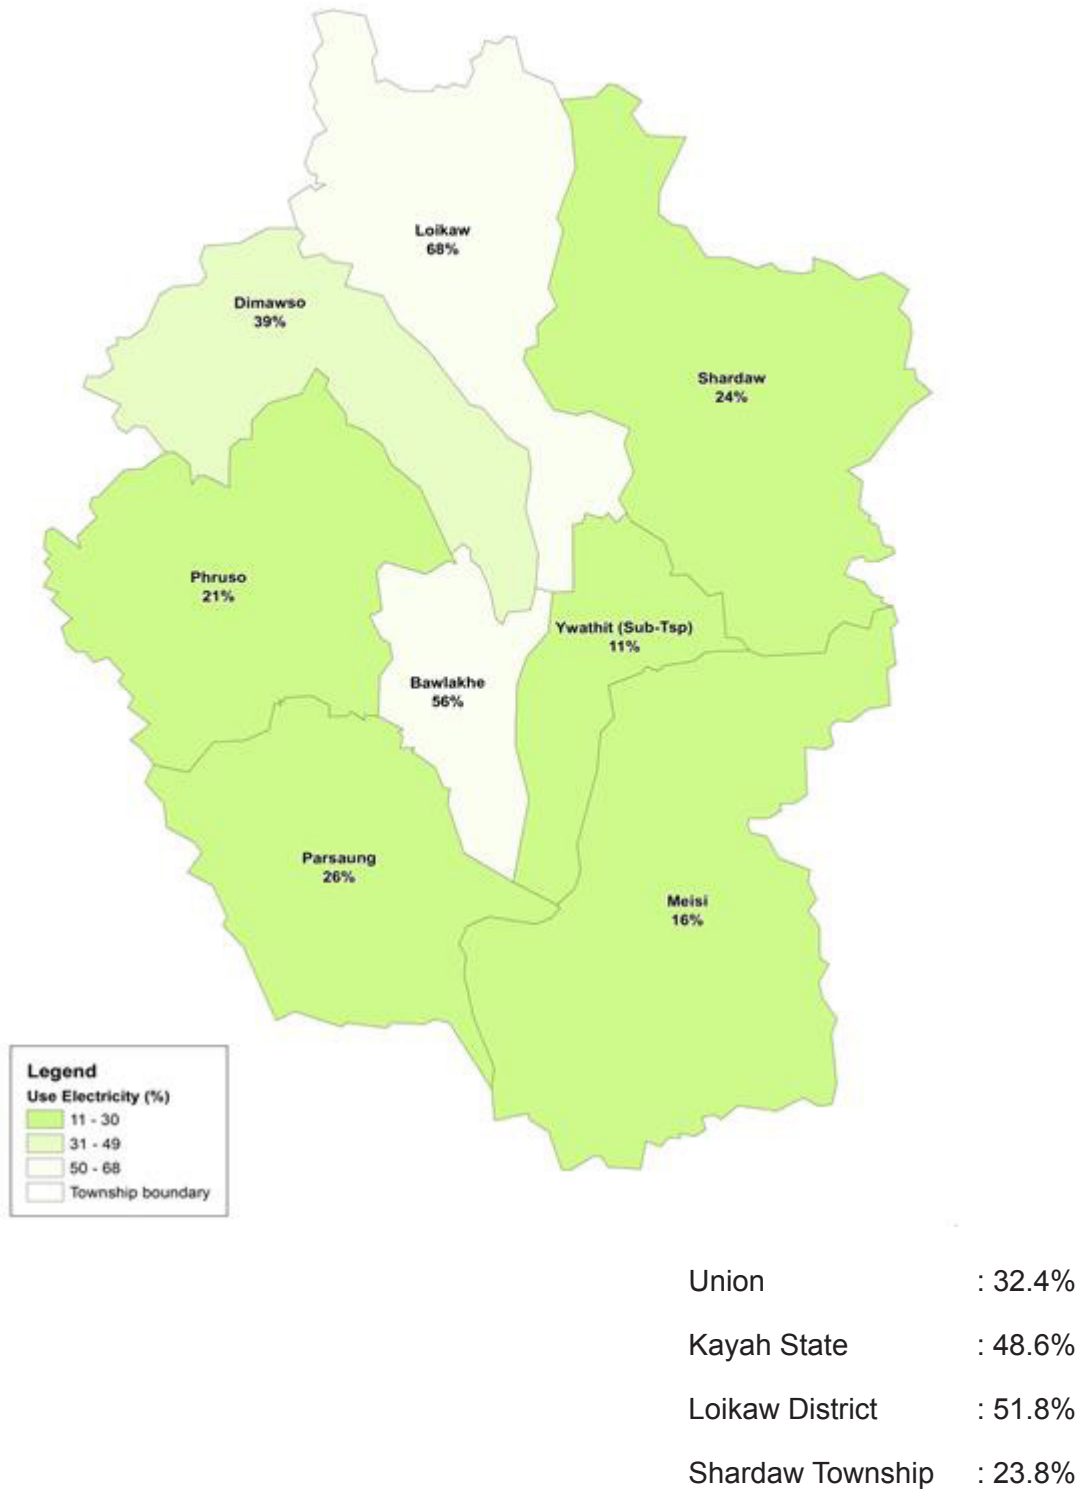 Loikaw
68%
Dimawso
39%
Shardaw
24%
Phruso
21%
Ywathit (Sub-Tsp)
11%
Bawlakhe
56%
Parsaung
26%
Meisi
16%
Legend
Use Electricity (%)
11 - 30
31 - 49
50 - 68
Township boundary
Union : 32.4%
Kayah State : 48.6%
Loikaw District : 51.8%
Shardaw Township : 23.8%